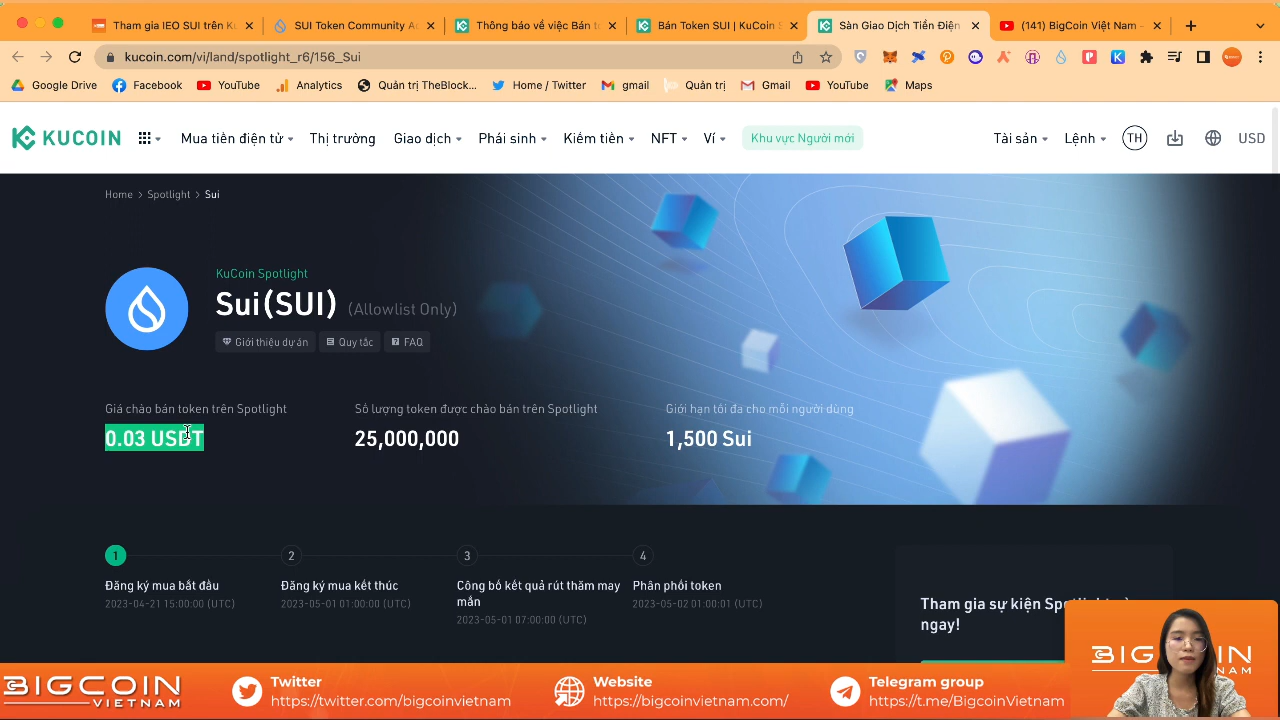 Tham gia IEO SUI trên Ku
SUI Token Community Ac
Thông báo về việc Bán t
Bán Token SUI | KuCoin S
Sàn Giao Dịch Tiền Điện
(141) BigCoin Việt Nam -
kucoin.com/vi/land/spotlight_r6/156_Sui
Google Drive
Facebook
YouTube
Analytics
Quản trị TheBlock...
Home / Twitter
gmail
Quản trị
Gmail
YouTube
Maps
KUCOIN
Mua tiền điện tử
Thị trường
Giao dịch
Phái sinh
Kiếm tiền
NFT
Ví
Khu vực Người mới
Tài sản
Lệnh
TH
USD
Home > Spotlight > Sui
KuCoin Spotlight
Sui(SUI) (Allowlist Only)
Giới thiệu dự án
Quy tắc
FAQ
Giá chào bán token trên Spotlight
0.03 USDT
Số lượng token được chào bán trên Spotlight
25,000,000
Giới hạn tối đa cho mỗi người dùng
1,500 Sui
1
Đăng ký mua bắt đầu
2023-04-21 15:00:00 (UTC)
2
Đăng ký mua kết thúc
2023-05-01 01:00:00 (UTC)
3
Công bố kết quả rút thăm may
mắn
2023-05-01 07:00:00 (UTC)
4
Phân phối token
2023-05-02 01:00:01 (UTC)
Tham gia sự kiện
ngay!
BIGCOIN
VIETNAM
Twitter
https://twitter.com/bigcoinvietnam
Website
https://bigcoinvietnam.com/
Telegram group
https://t.me/BigcoinVietnam